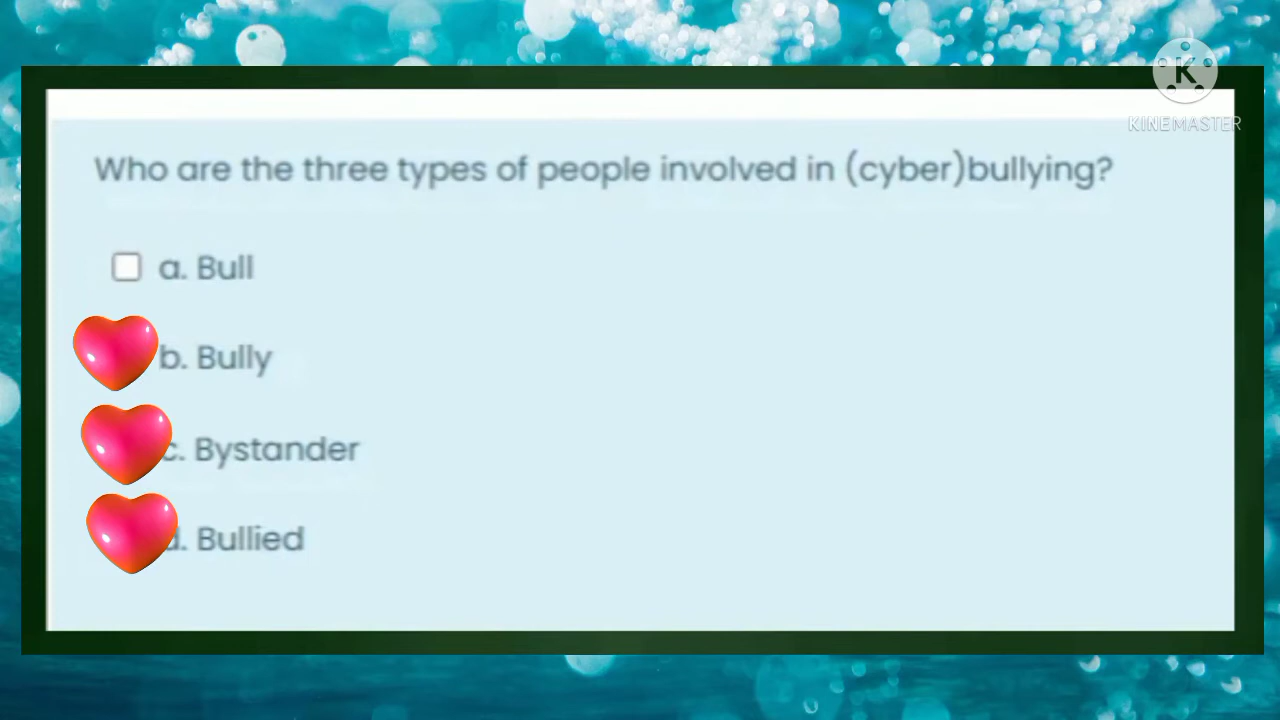 K
KINEMASTER
Who are the three types of people involved in (cyber)bullying?
a. Bull
b. Bully
c. Bystander
d. Bullied